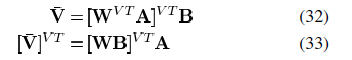 V̄ = [W^{VT}A]^{VT}B (32)
[V̄]^{VT} = [WB]^{VT}A (33)